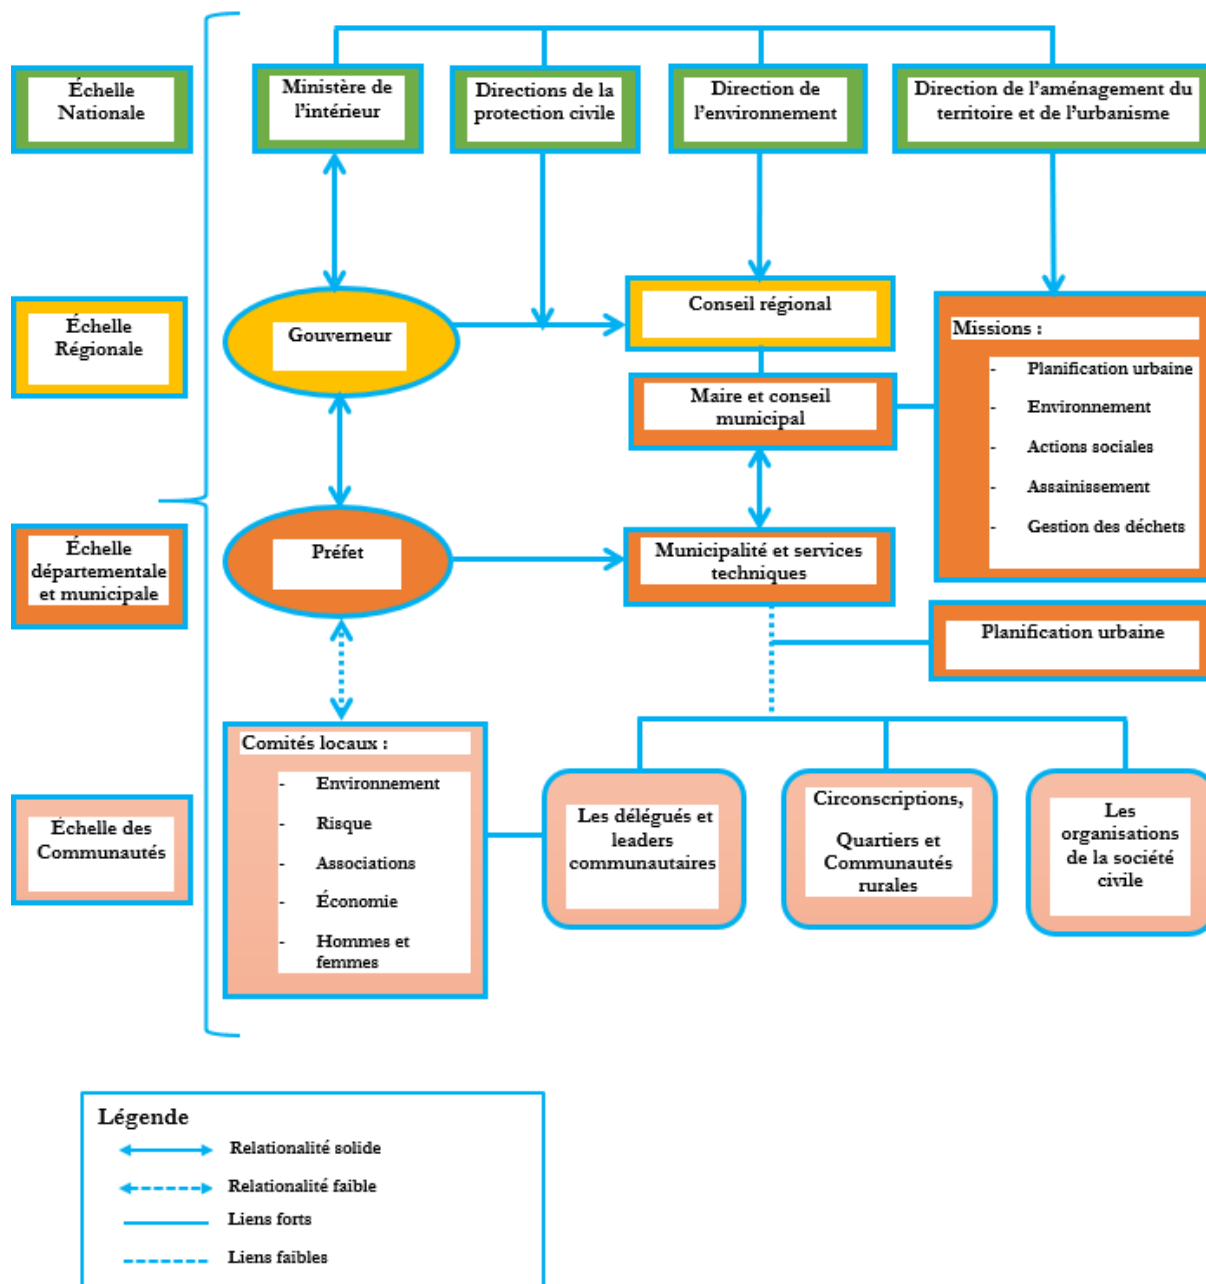 Échelle
Nationale
Ministère de
l'intérieur
Directions de la
protection civile
Direction de
l'environnement
Direction de l'aménagement du
territoire et de l'urbanisme
Échelle
Régionale
Gouverneur
Conseil régional
Maire et conseil
municipal
Missions :
- Planification urbaine
- Environnement
- Actions sociales
- Assainissement
- Gestion des déchets
Échelle
départementale
et municipale
Préfet
Municipalité et services
techniques
Planification urbaine
Échelle des
Communautés
Comités locaux :
- Environnement
- Risque
- Associations
- Économie
- Hommes et
femmes
Les délégués et
leaders
communautaires
Circonscriptions,
Quartiers et
Communautés
rurales
Les
organisations
de la société
civile
Légende
Relationalité solide
Relationalité faible
Liens forts
Liens faibles